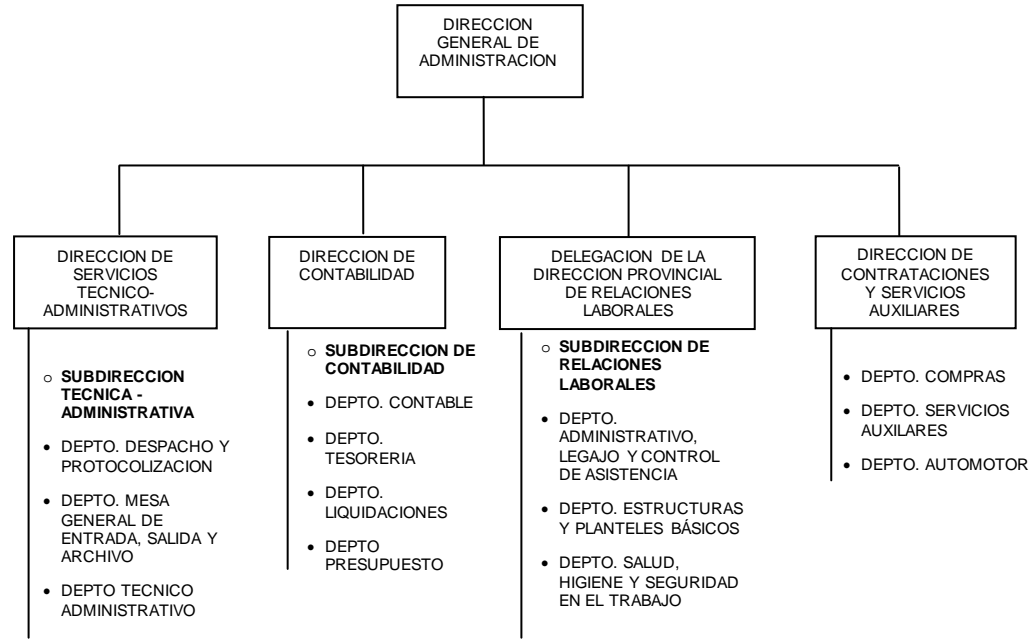 DIRECCION
GENERAL DE
ADMINISTRACION
DIRECCION DE
SERVICIOS
TECNICO-
ADMINISTRATIVOS
○ SUBDIRECCION
TECNICA -
ADMINISTRATIVA
• DEPTO. DESPACHO Y
PROTOCOLIZACION
• DEPTO. MESA
GENERAL DE
ENTRADA, SALIDA Y
ARCHIVO
• DEPTO TECNICO
ADMINISTRATIVO
DIRECCION DE
CONTABILIDAD
○ SUBDIRECCION DE
CONTABILIDAD
• DEPTO. CONTABLE
• DEPTO.
TESORERIA
• DEPTO.
LIQUIDACIONES
• DEPTO
PRESUPUESTO
DELEGACION DE LA
DIRECCION PROVINCIAL
DE RELACIONES
LABORALES
○ SUBDIRECCION DE
RELACIONES
LABORALES
• DEPTO.
ADMINISTRATIVO,
LEGAJO Y CONTROL
DE ASISTENCIA
• DEPTO. ESTRUCTURAS
Y PLANTELES BÁSICOS
• DEPTO. SALUD,
HIGIENE Y SEGURIDAD
EN EL TRABAJO
DIRECCION DE
CONTRATACIONES
Y SERVICIOS
AUXILIARES
• DEPTO. COMPRAS
• DEPTO. SERVICIOS
AUXILARES
• DEPTO. AUTOMOTOR